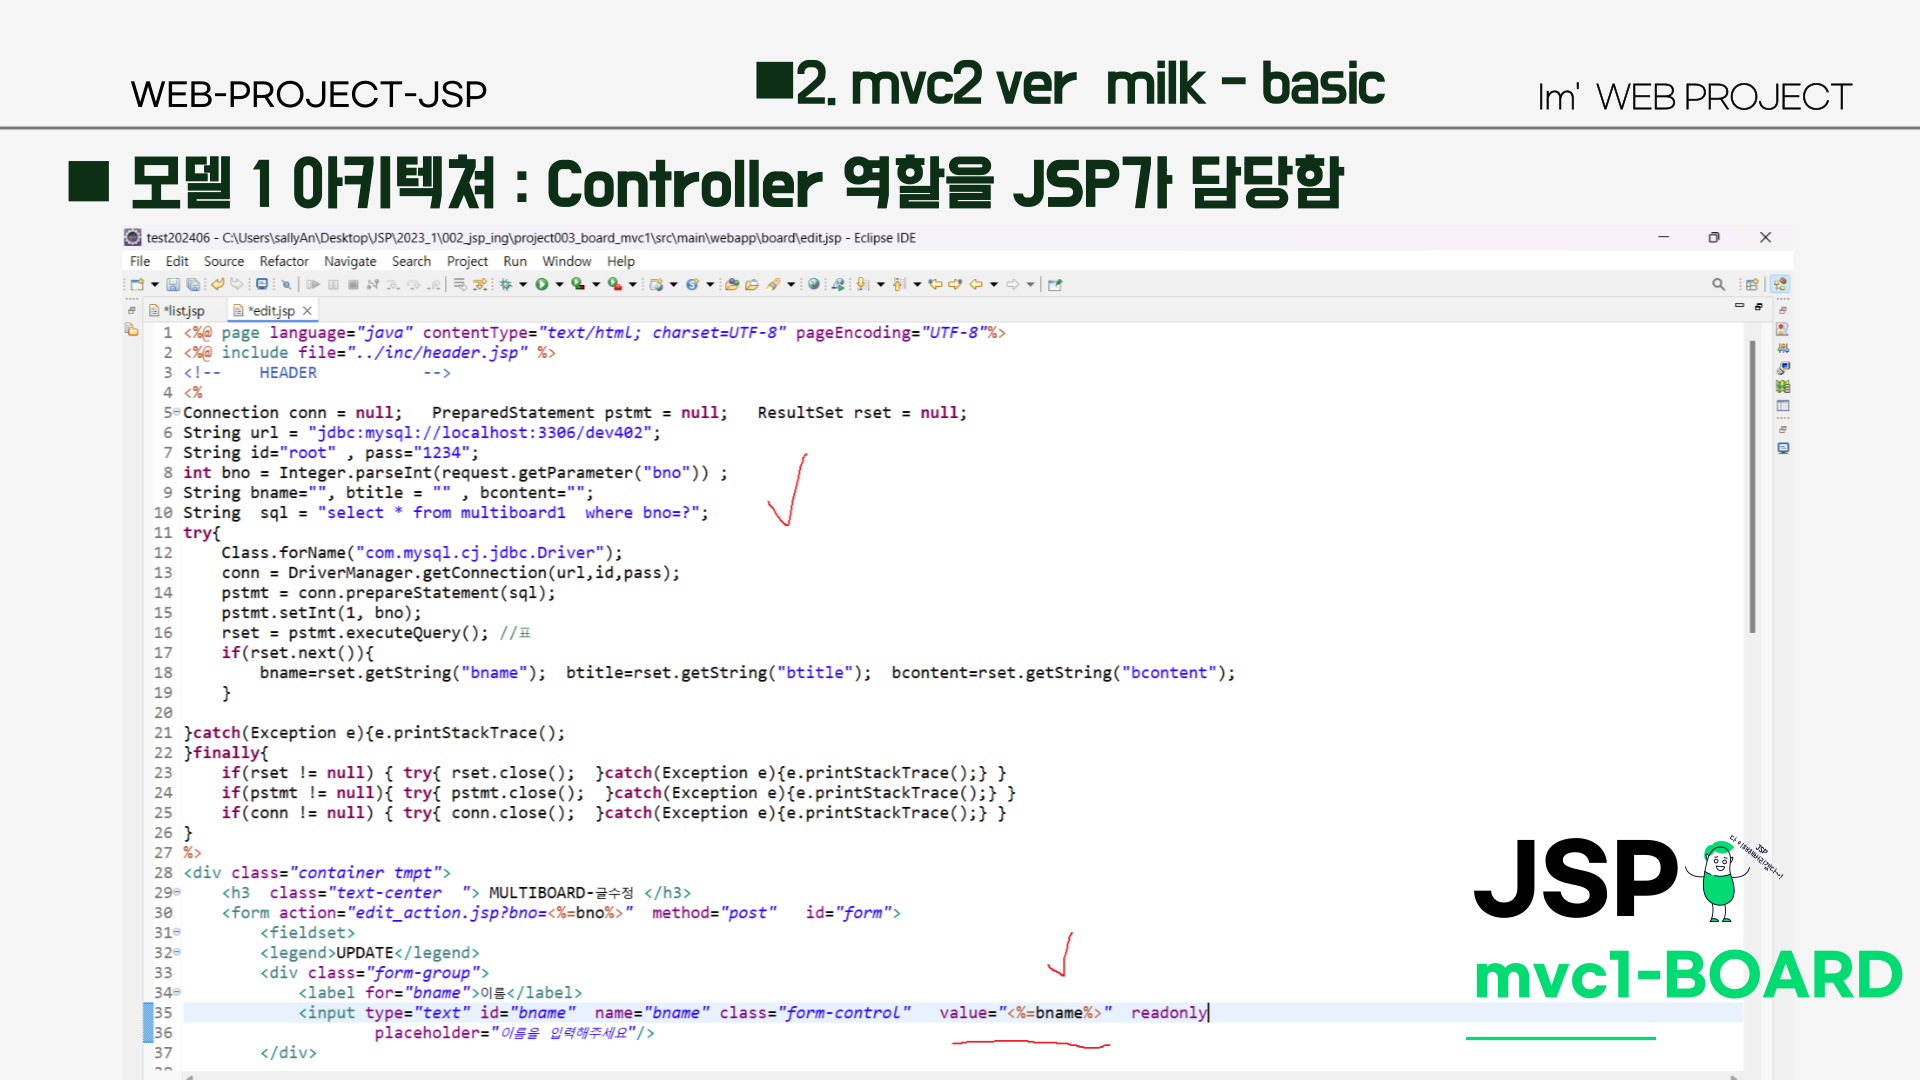 WEB-PROJECT-JSP
■2. mvc2 ver milk - basic
Im' WEB PROJECT
■ 모델 1 아키텍쳐 : Controller 역할을 JSP가 담당함
test202406 - C:\Users\sallyAn\Desktop\JSP\2023_1\002_jsp_ing\project003_board_mvc1\src\main\webapp\board\edit.jsp - Eclipse IDE
File Edit Source Refactor Navigate Search Project Run Window Help
*list.jsp *edit.jsp
1 <%@ page language="java" contentType="text/html; charset=UTF-8" pageEncoding="UTF-8"%>
2 <%@ include file="../inc/header.jsp" %>
3 <!-- HEADER -->
4 <%
5 Connection conn = null; PreparedStatement pstmt = null; ResultSet rset = null;
6 String url = "jdbc:mysql://localhost:3306/dev402";
7 String id="root" , pass="1234";
8 int bno = Integer.parseInt(request.getParameter("bno")) ;
9 String bname="", btitle = "" , bcontent="";
10 String sql = "select * from multiboard1 where bno=?";
11 try{
12 Class.forName("com.mysql.cj.jdbc.Driver");
13 conn = DriverManager.getConnection(url,id,pass);
14 pstmt = conn.prepareStatement(sql);
15 pstmt.setInt(1, bno);
16 rset = pstmt.executeQuery(); //표
17 if(rset.next()){
18 bname=rset.getString("bname"); btitle=rset.getString("btitle"); bcontent=rset.getString("bcontent");
19 }
20
21 }catch(Exception e){e.printStackTrace();
22 }finally{
23 if(rset != null) { try{ rset.close(); }catch(Exception e){e.printStackTrace();} }
24 if(pstmt != null){ try{ pstmt.close(); }catch(Exception e){e.printStackTrace();} }
25 if(conn != null) { try{ conn.close(); }catch(Exception e){e.printStackTrace();} }
26 }
27 %>
28 <div class="container tmpt">
29 <h3 class="text-center "> MULTIBOARD-글수정 </h3>
30 <form action="edit_action.jsp?bno=<%=bno%>" method="post" id="form">
31 <fieldset>
32 <legend>UPDATE</legend>
33 <div class="form-group">
34 <label for="bname">이름</label>
35 <input type="text" id="bname" name="bname" class="form-control" value="<%=bname%>" readonly
36 placeholder="이름을 입력해주세요"/>
37 </div>
JSP
JSP
mvc1-BOARD